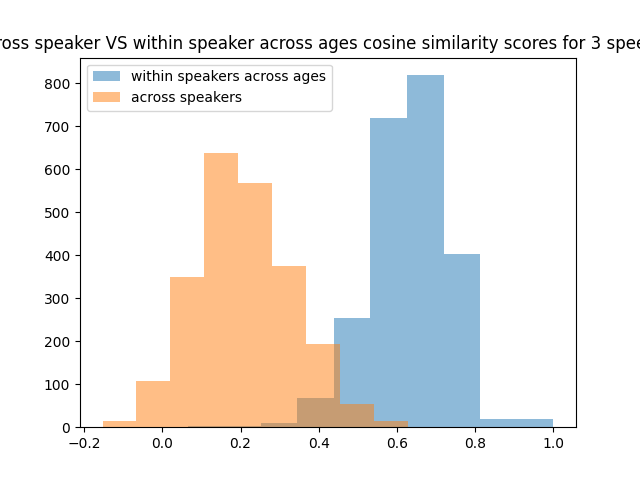 ross speaker VS within speaker across ages cosine similarity scores for 3 spee
within speakers across ages
across speakers
800
700
600
500
400
300
200
100
0
−0.2 0.0 0.2 0.4 0.6 0.8 1.0